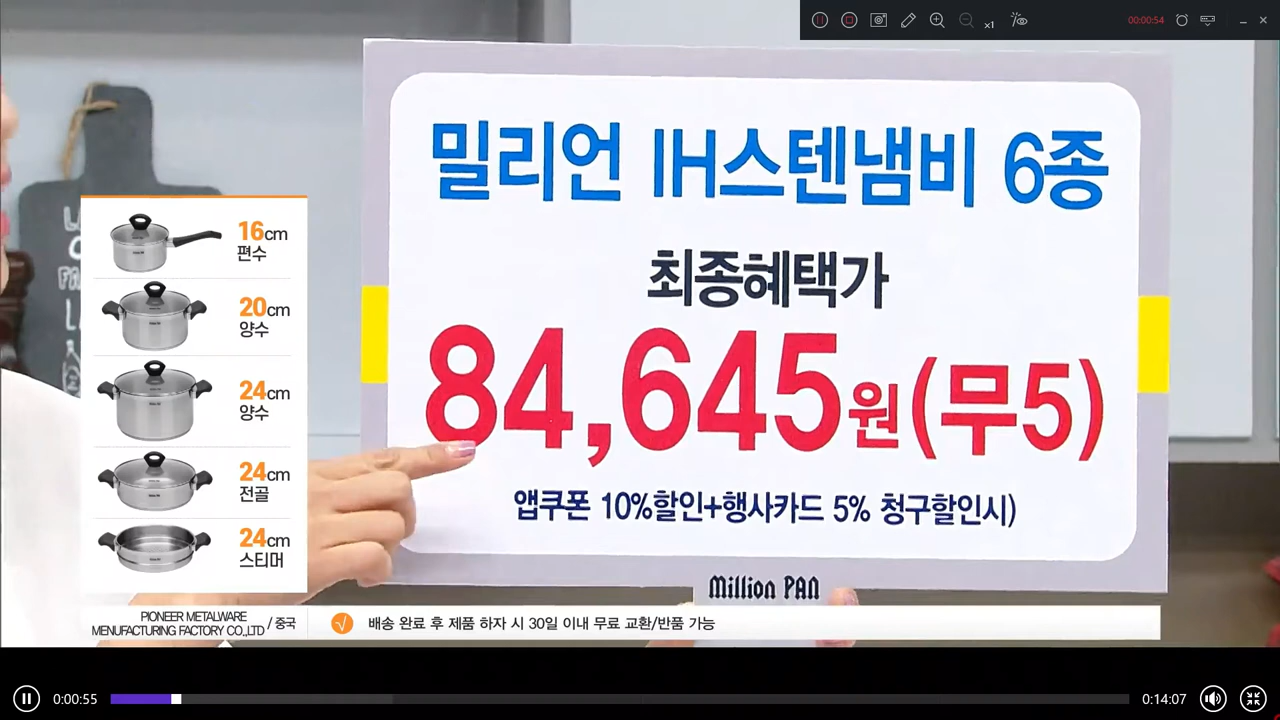 x1
00:00:54
밀리언 IH스텐냄비 6종
최종혜택가
84,645원(무5)
앱쿠폰 10%할인+행사카드 5% 청구할인시)
Million PAN
16cm
편수
20cm
양수
24cm
양수
24cm
전골
24cm
스티머
PIONEER METALWARE
MENUFACTURING FACTORY CO.,LTD / 중국
√ 배송 완료 후 제품 하자 시 30일 이내 무료 교환/반품 가능
0:00:55
0:14:07